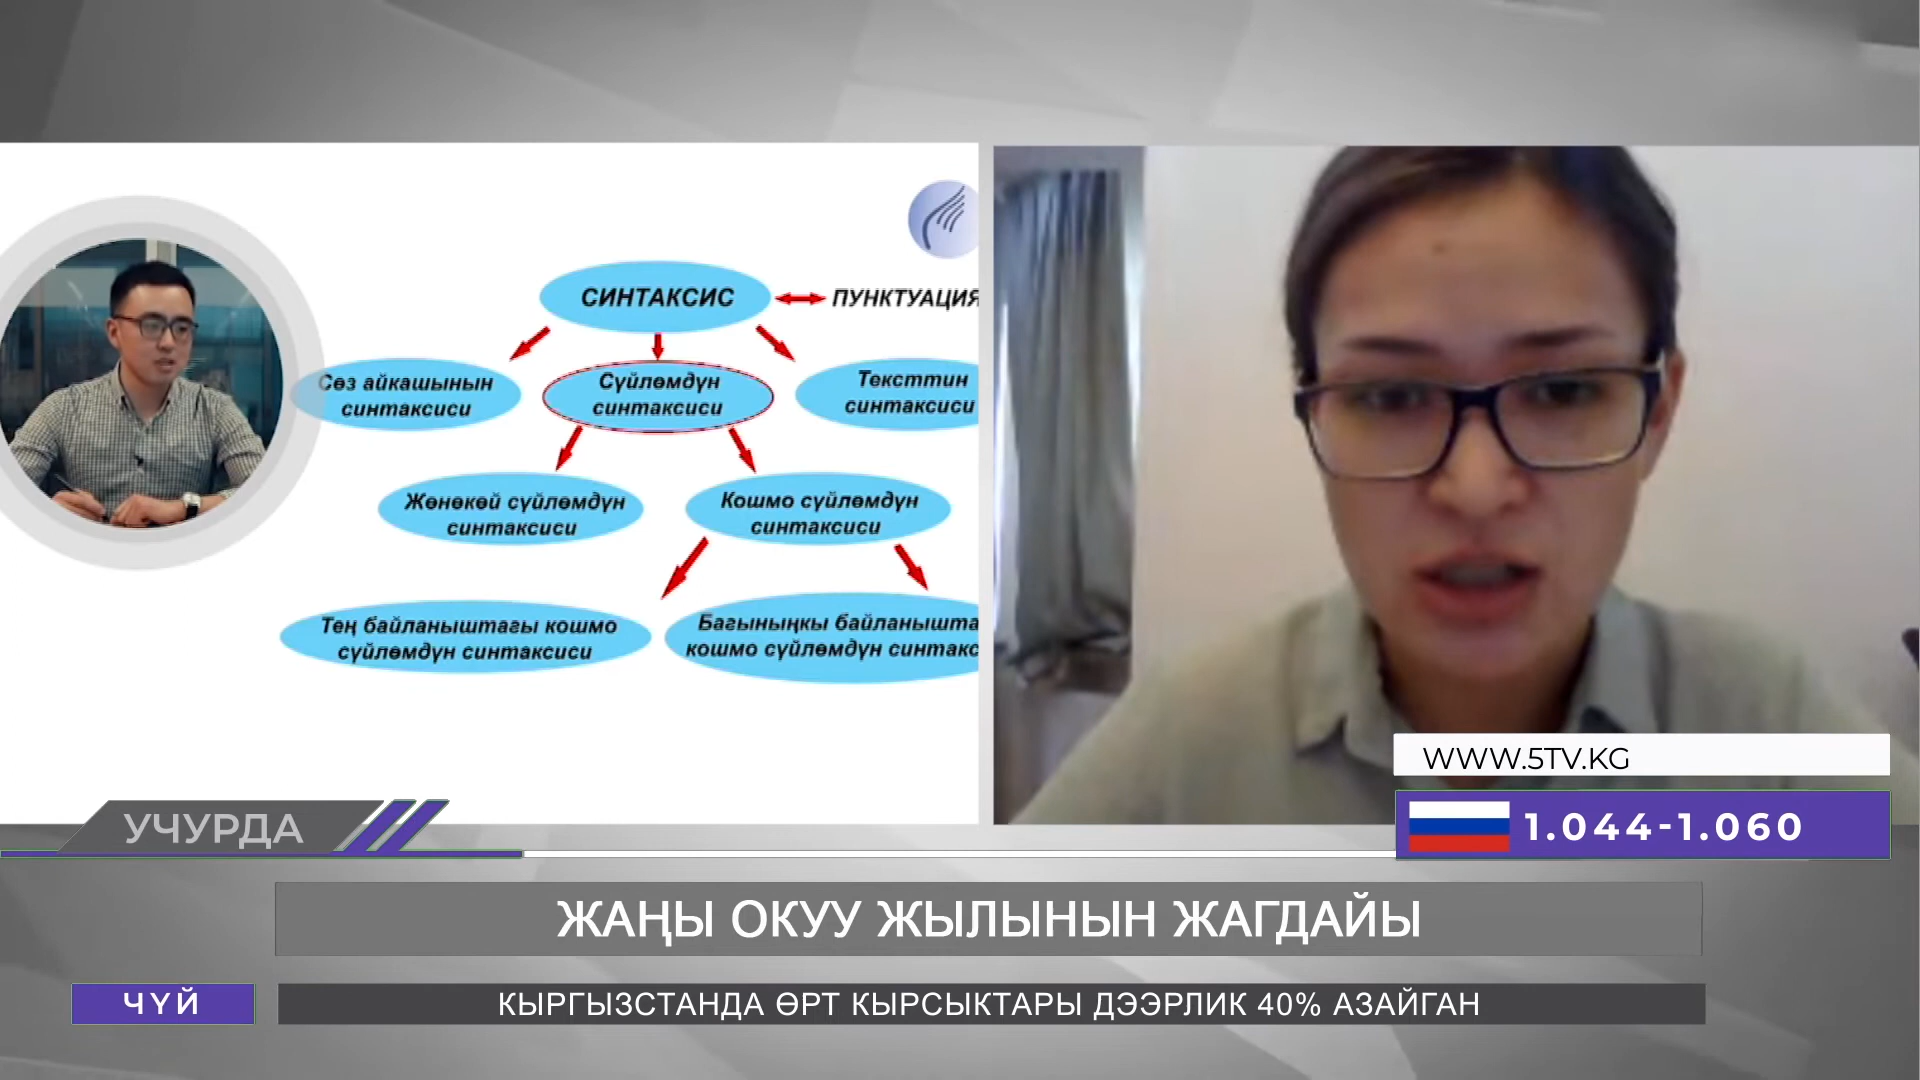 СИНТАКСИС
ПУНКТУАЦИЯ
Сөз айкашынын
синтаксиси
Сүйлөмдүн
синтаксиси
Тексттин
синтаксиси
Жөнөкөй сүйлөмдүн
синтаксиси
Кошмо сүйлөмдүн
синтаксиси
Тең байланыштагы кошмо
сүйлөмдүн синтаксиси
Багыныңкы байланышта
кошмо сүйлөмдүн синтакс
WWW.5TV.KG
УЧУРДА
1.044-1.060
ЖАҢЫ ОКУУ ЖЫЛЫНЫН ЖАГДАЙЫ
ЧҮЙ
КЫРГЫЗСТАНДА ӨРТ КЫРСЫКТАРЫ ДЭЭРЛИК 40% АЗАЙГАН